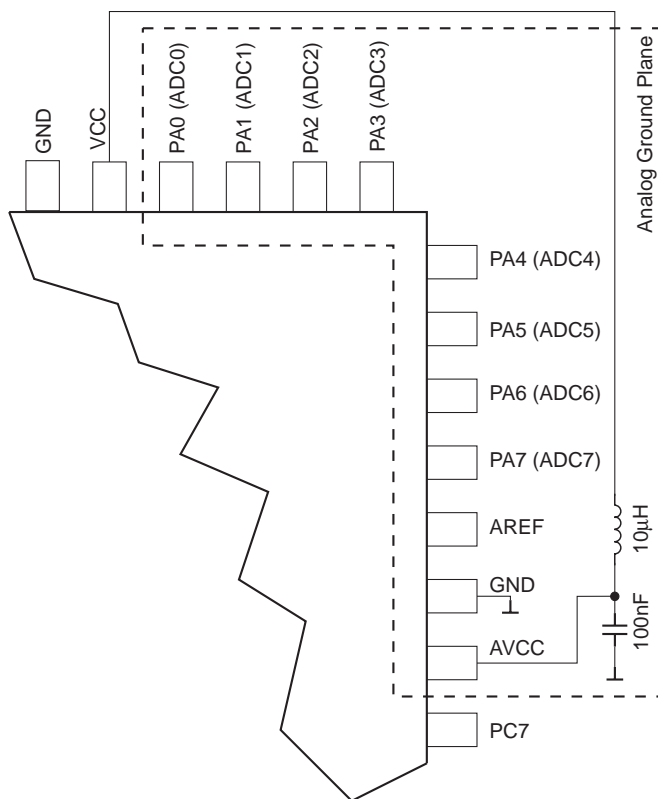 GND
VCC
PA0 (ADC0)
PA1 (ADC1)
PA2 (ADC2)
PA3 (ADC3)
Analog Ground Plane
PA4 (ADC4)
PA5 (ADC5)
PA6 (ADC6)
PA7 (ADC7)
AREF
10μH
GND
AVCC
100nF
PC7